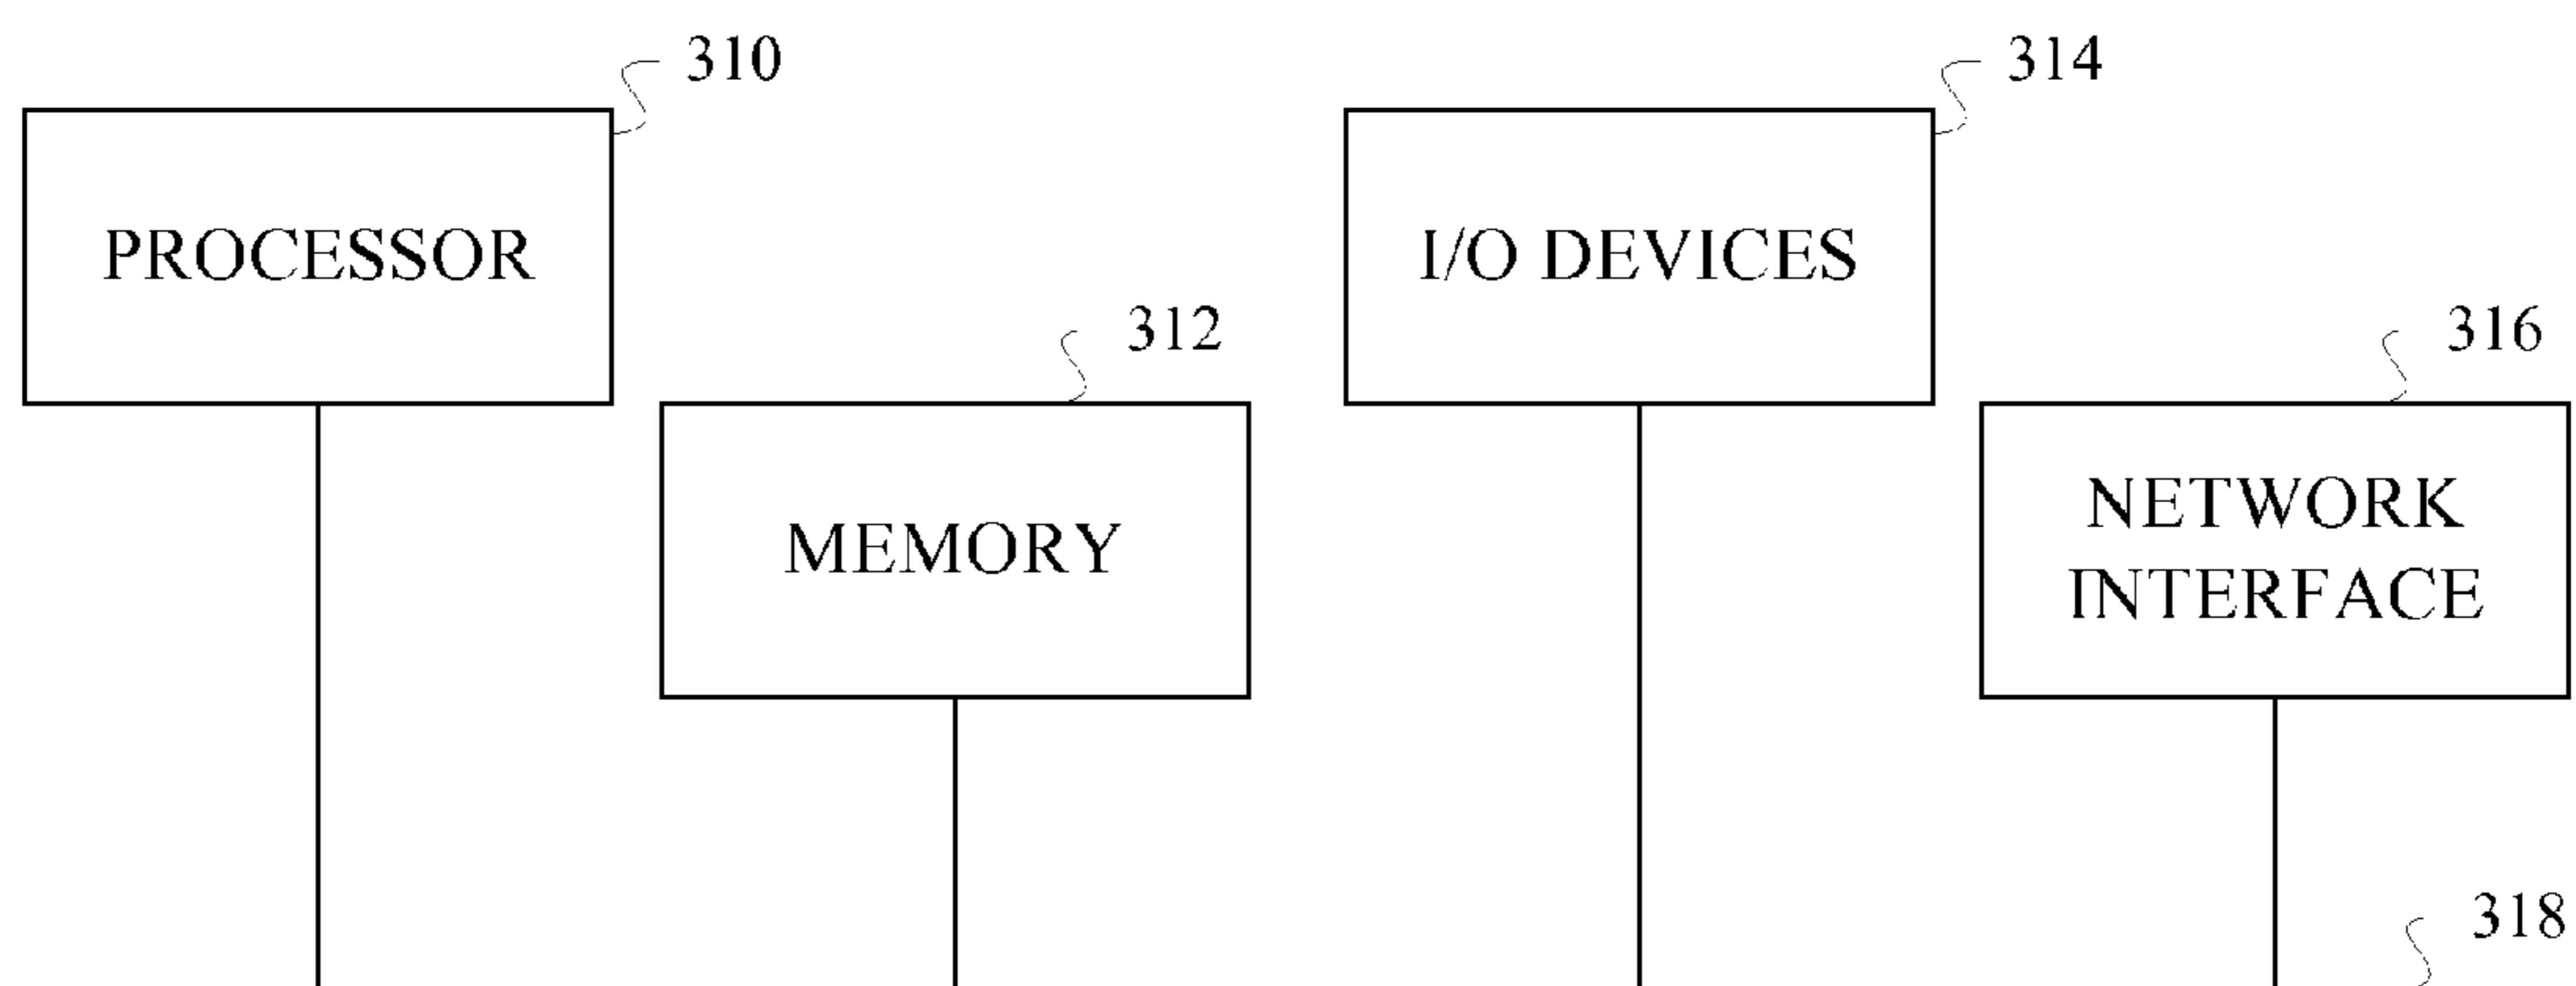 310
314
PROCESSOR
I/O DEVICES
312
316
MEMORY
NETWORK
INTERFACE
318